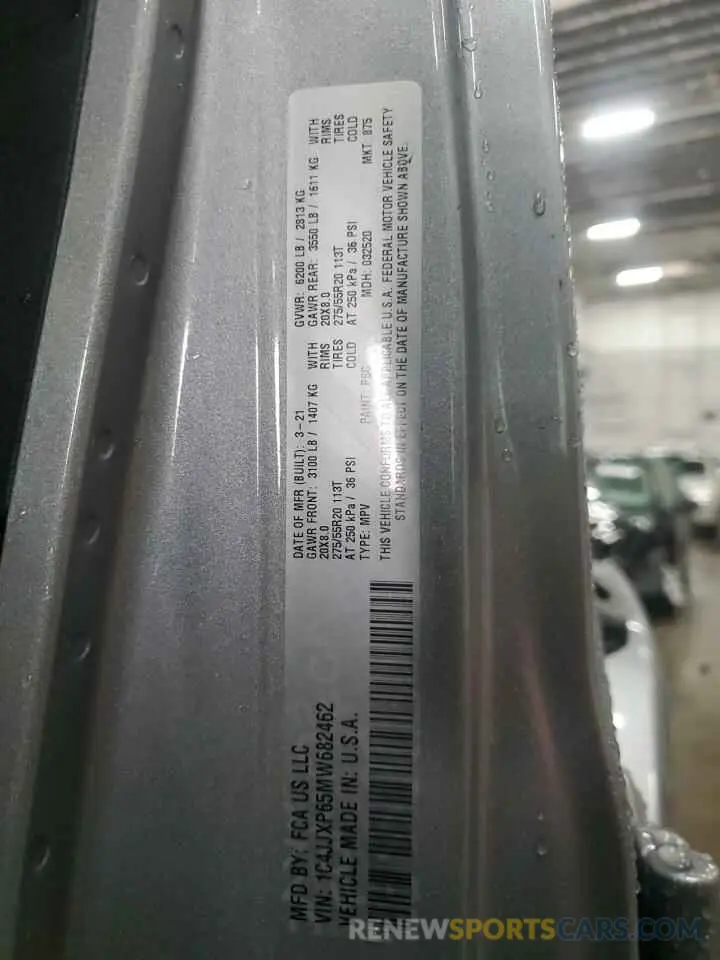 MFD BY: FCA US LLC
VIN: 1C4JJXP65MW682462
VEHICLE MADE IN: U.S.A.
DATE OF MFR (BUILT): 3-21 GVWR: 6200 LB / 2813 KG
GAWR FRONT: 3100 LB / 1407 KG WITH GAWR REAR: 3550 LB / 1611 KG WITH
20X8.0 RIMS 20X8.0 RIMS
275/55R20 113T TIRES 275/55R20 113T TIRES
AT 250 kPa / 36 PSI COLD AT 250 kPa / 36 PSI COLD
TYPE: MPV PAINT: MDH: 032520 MKT B75
THIS VEHICLE CONFORMS TO ALL APPLICABLE U.S.A. FEDERAL MOTOR VEHICLE SAFETY
STANDARDS IN EFFECT ON THE DATE OF MANUFACTURE SHOWN ABOVE.
RENEWSPORTSCARS.COM